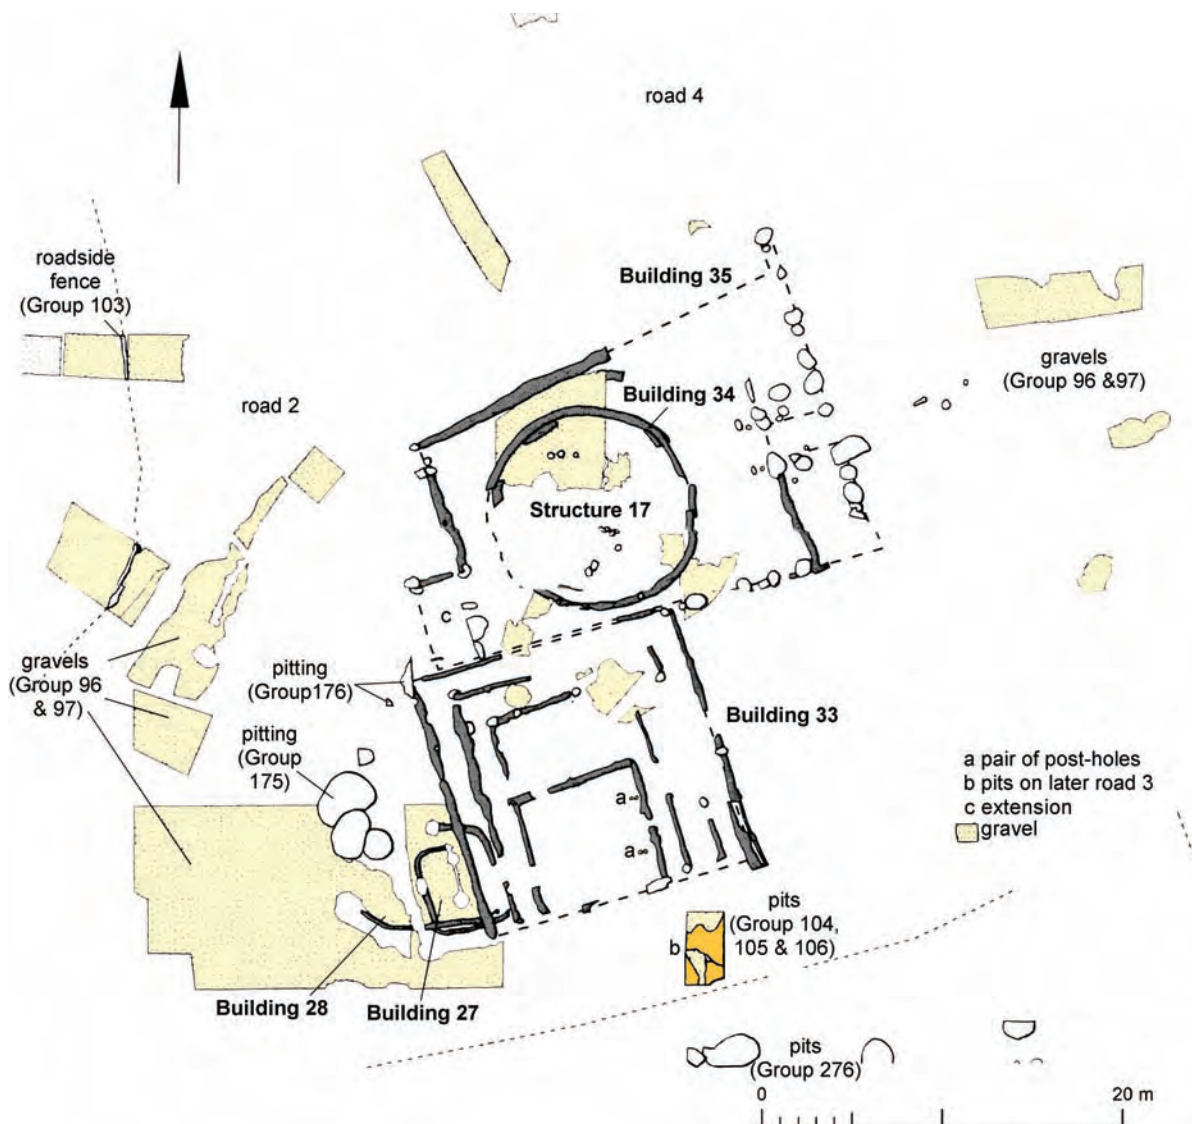 road 4
roadside
fence
(Group 103)
Building 35
gravels
(Group 96 &97)
road 2
Building 34
Structure 17
c
gravels
(Group 96
& 97)
pitting
(Group176)
pitting
(Group
175)
Building 33
a pair of post-holes
b pits on later road 3
c extension
gravel
a
a
pits
(Group 104,
105 & 106)
b
Building 28
Building 27
pits
(Group 276)
0
20 m